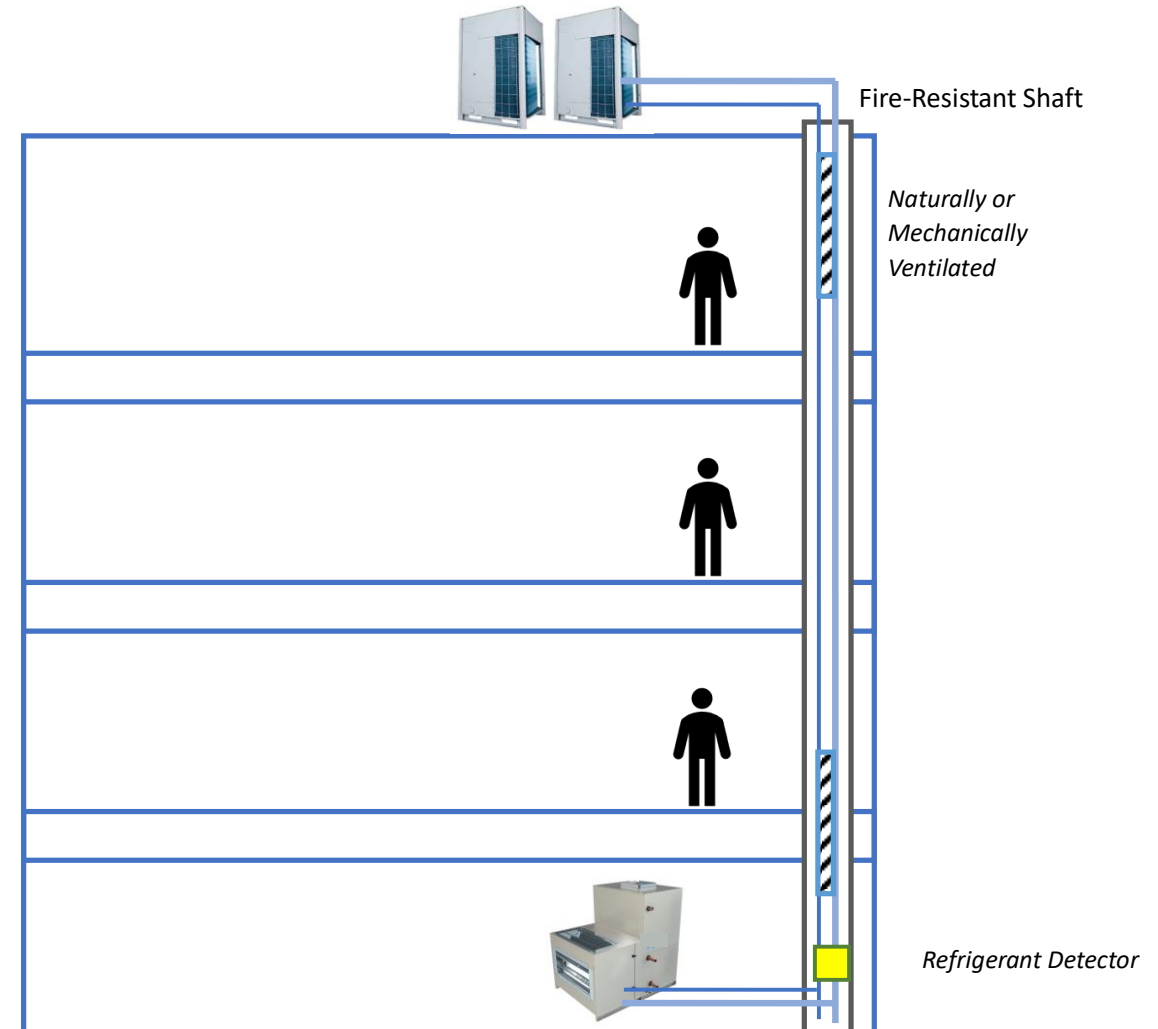 Fire-Resistant Shaft
Naturally or
Mechanically
Ventilated
Refrigerant Detector